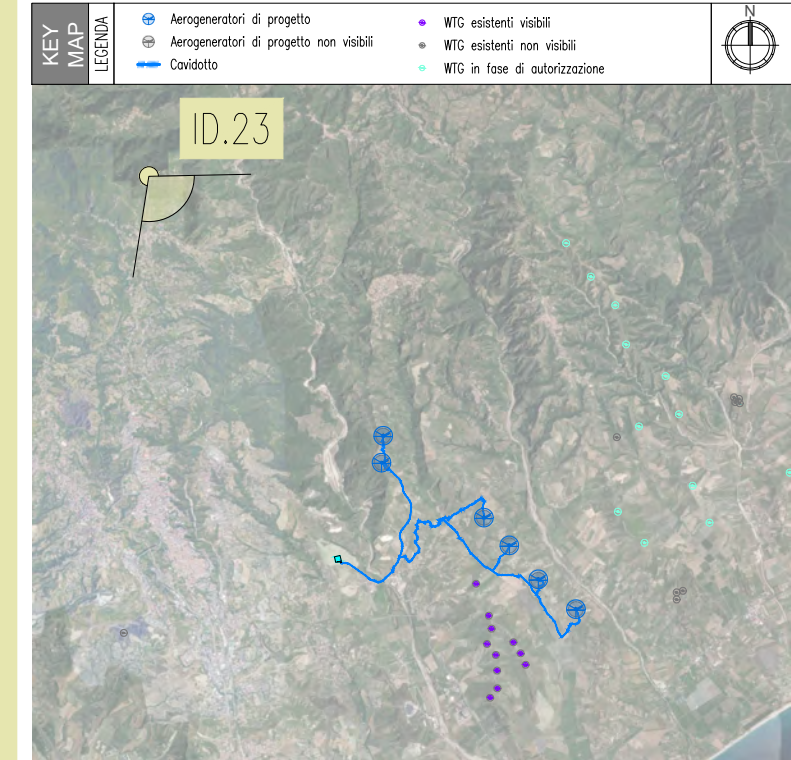 KEY
MAP
LEGENDA
Aerogeneratori di progetto
Aerogeneratori di progetto non visibili
Cavidotto
WTG esistenti visibili
WTG esistenti non visibili
WTG in fase di autorizzazione
N
ID.23